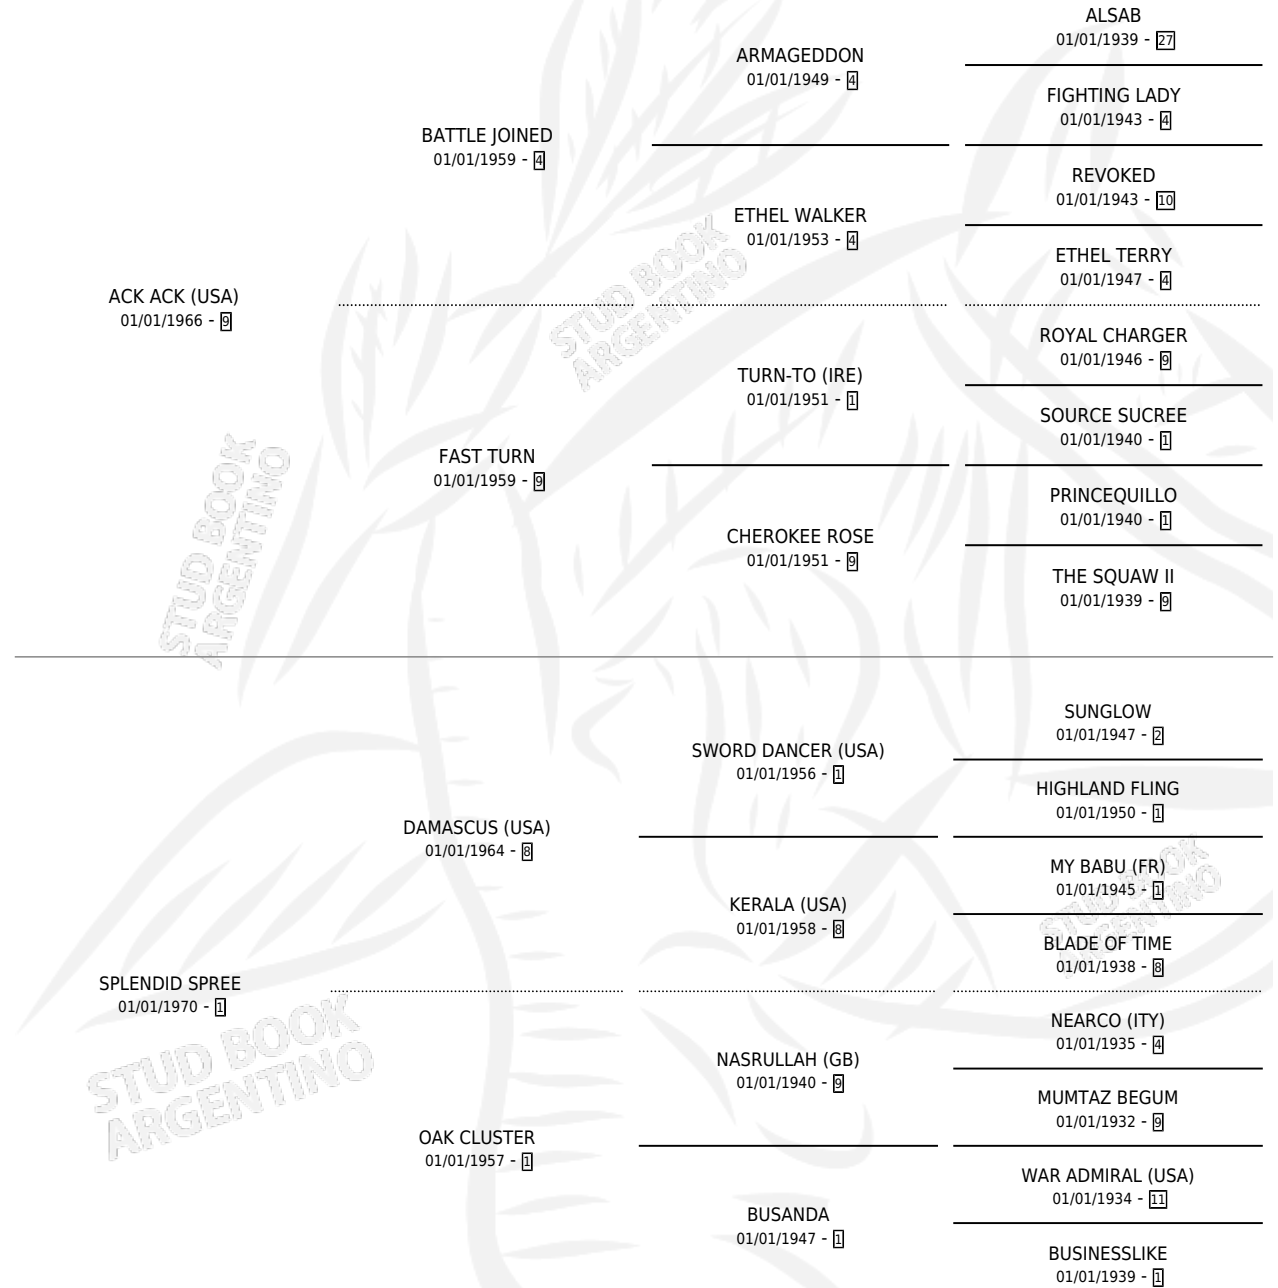 ALSAB
01/01/1939 - 27
ARMAGEDDON
01/01/1949 - 4
FIGHTING LADY
01/01/1943 - 4
BATTLE JOINED
01/01/1959 - 4
REVOKED
01/01/1943 - 10
ETHEL WALKER
01/01/1953 - 4
ETHEL TERRY
01/01/1947 - 4
ACK ACK (USA)
01/01/1966 - 9
ROYAL CHARGER
01/01/1946 - 9
TURN-TO (IRE)
01/01/1951 - 1
SOURCE SUCREE
01/01/1940 - 1
FAST TURN
01/01/1959 - 9
PRINCEQUILLO
01/01/1940 - 1
CHEROKEE ROSE
01/01/1951 - 9
THE SQUAW II
01/01/1939 - 9
STUD BOOK
ARGENTINO
STUD BOOK
ARGENTINO
SUNGLOW
01/01/1947 - 2
SWORD DANCER (USA)
01/01/1956 - 1
HIGHLAND FLING
01/01/1950 - 1
DAMASCUS (USA)
01/01/1964 - 8
MY BABU (FR)
01/01/1945 - 1
KERALA (USA)
01/01/1958 - 8
BLADE OF TIME
01/01/1938 - 8
STUD BOOK
ARGENTINO
SPLENDID SPREE
01/01/1970 - 1
NEARCO (ITY)
01/01/1935 - 4
NASRULLAH (GB)
01/01/1940 - 9
MUMTAZ BEGUM
01/01/1932 - 9
STUD BOOK
ARGENTINO
OAK CLUSTER
01/01/1957 - 1
WAR ADMIRAL (USA)
01/01/1934 - 11
BUSANDA
01/01/1947 - 1
BUSINESSLIKE
01/01/1939 - 1